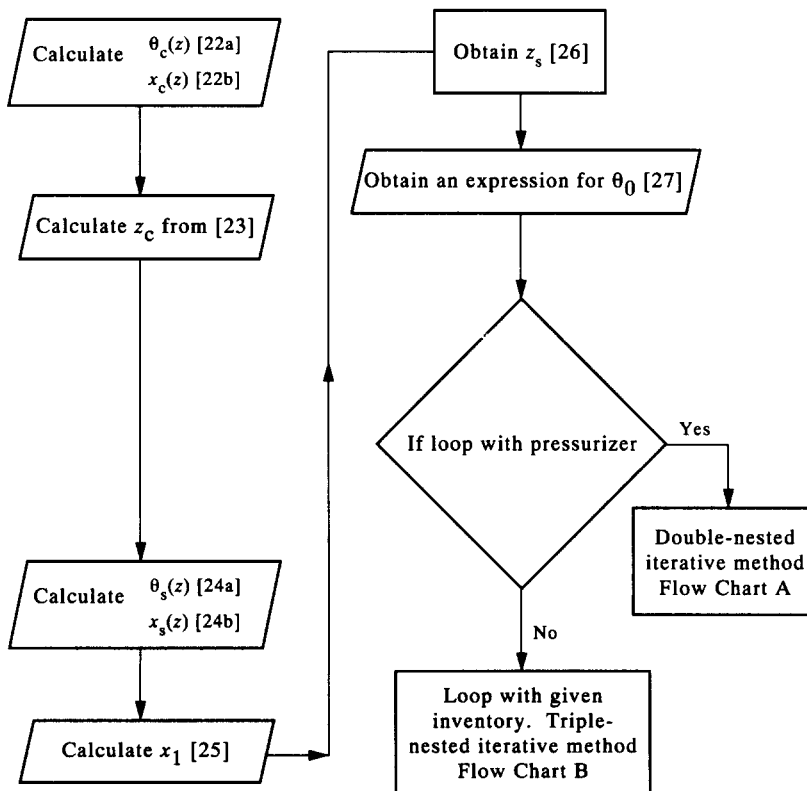 Calculate θc(z) [22a]
xc(z) [22b]
Calculate zc from [23]
Calculate θs(z) [24a]
xs(z) [24b]
Calculate x1 [25]
Obtain zs [26]
Obtain an expression for θ0 [27]
If loop with pressurizer
Yes
Double-nested
iterative method
Flow Chart A
No
Loop with given
inventory. Triple-
nested iterative method
Flow Chart B